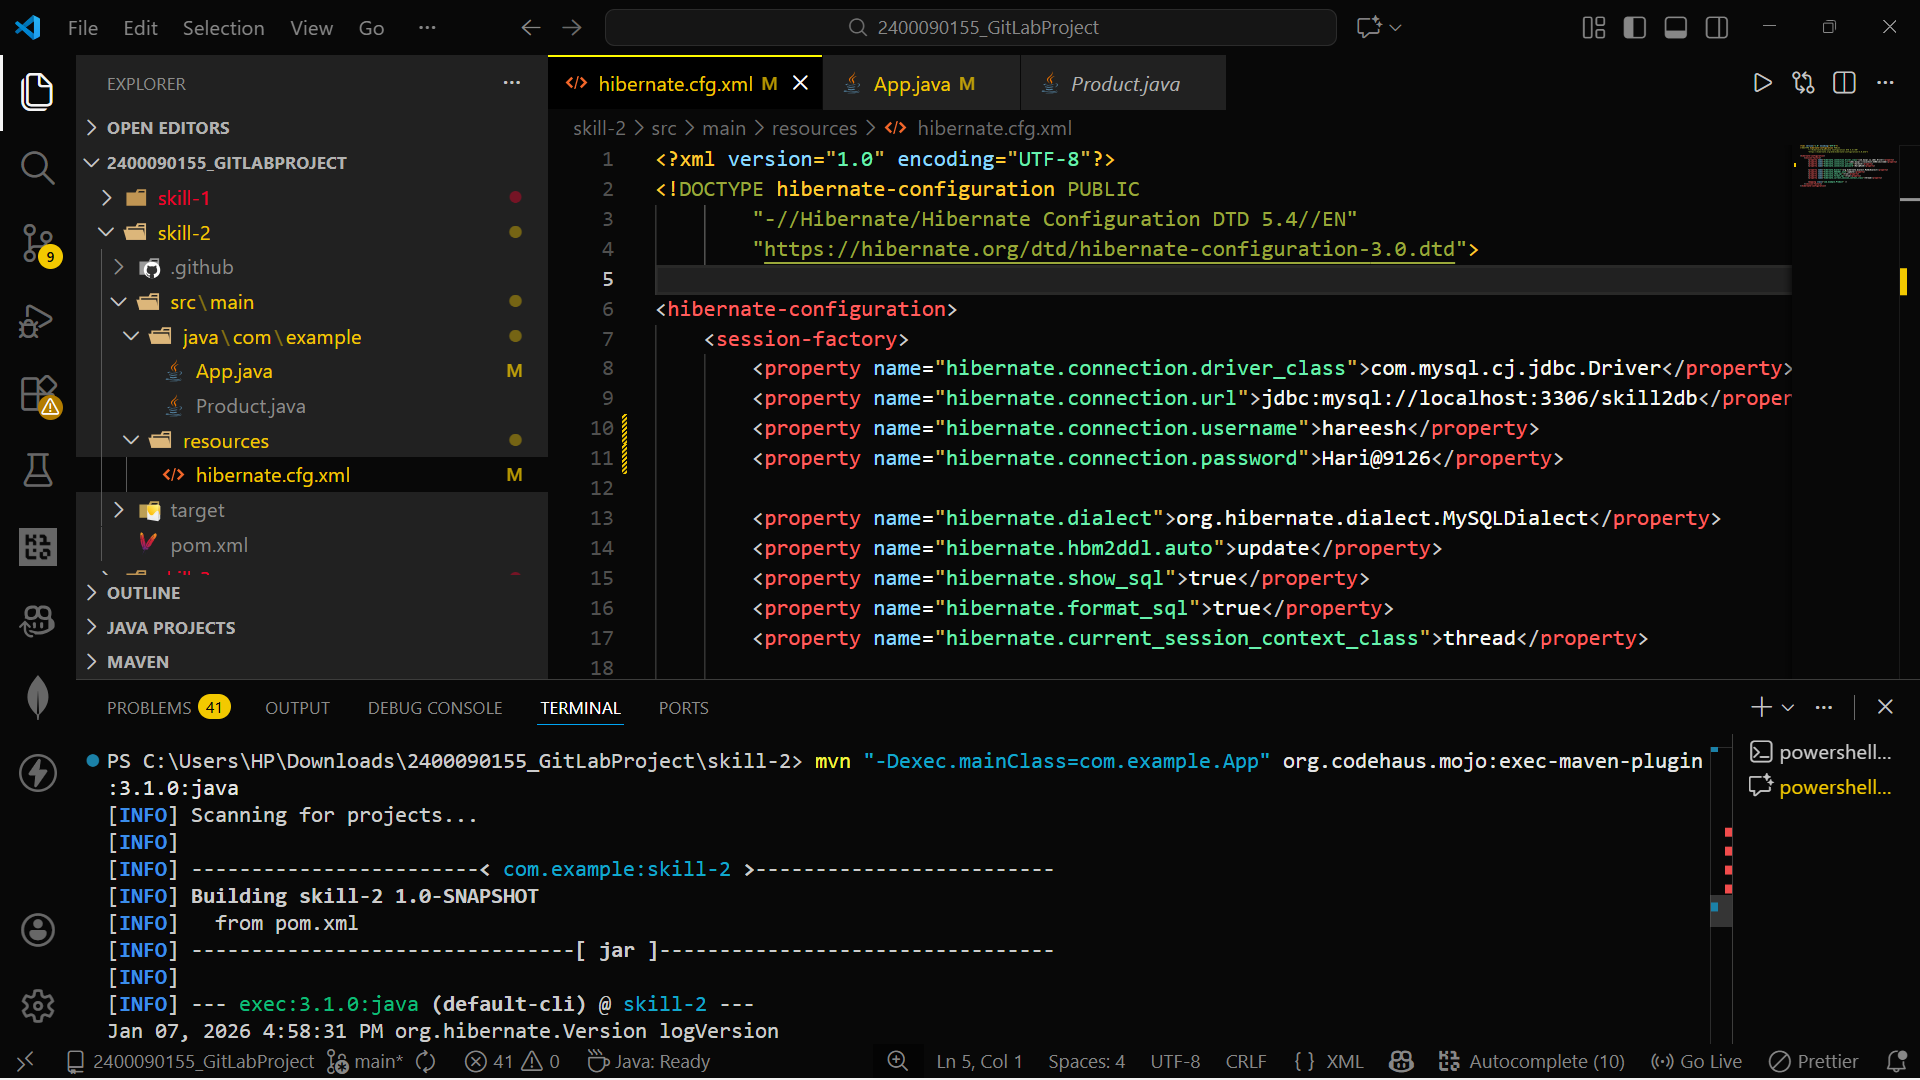 File Edit Selection View Go ···
2400090155_GitLabProject
EXPLORER
OPEN EDITORS
2400090155_GITLABPROJECT
skill-1
skill-2
.github
src\main
java\com\example
App.java M
Product.java
resources
hibernate.cfg.xml M
target
pom.xml
OUTLINE
JAVA PROJECTS
MAVEN
hibernate.cfg.xml M
App.java M
Product.java
skill-2 > src > main > resources > hibernate.cfg.xml
1 <?xml version="1.0" encoding="UTF-8"?>
2 <!DOCTYPE hibernate-configuration PUBLIC
3 "-//Hibernate/Hibernate Configuration DTD 5.4//EN"
4 "https://hibernate.org/dtd/hibernate-configuration-3.0.dtd">
5
6 <hibernate-configuration>
7 <session-factory>
8 <property name="hibernate.connection.driver_class">com.mysql.cj.jdbc.Driver</property>
9 <property name="hibernate.connection.url">jdbc:mysql://localhost:3306/skill2db</proper
10 <property name="hibernate.connection.username">hareesh</property>
11 <property name="hibernate.connection.password">Hari@9126</property>
12
13 <property name="hibernate.dialect">org.hibernate.dialect.MySQLDialect</property>
14 <property name="hibernate.hbm2ddl.auto">update</property>
15 <property name="hibernate.show_sql">true</property>
16 <property name="hibernate.format_sql">true</property>
17 <property name="hibernate.current_session_context_class">thread</property>
18
PROBLEMS 41 OUTPUT DEBUG CONSOLE TERMINAL PORTS
PS C:\Users\HP\Downloads\2400090155_GitLabProject\skill-2> mvn "-Dexec.mainClass=com.example.App" org.codehaus.mojo:exec-maven-plugin
:3.1.0:java
[INFO] Scanning for projects...
[INFO]
[INFO] ------------------------< com.example:skill-2 >-------------------------
[INFO] Building skill-2 1.0-SNAPSHOT
[INFO]   from pom.xml
[INFO] --------------------------------[ jar ]---------------------------------
[INFO]
[INFO] --- exec:3.1.0:java (default-cli) @ skill-2 ---
Jan 07, 2026 4:58:31 PM org.hibernate.Version logVersion
powershell...
powershell...
9
2400090155_GitLabProject main* 41 0 Java: Ready Ln 5, Col 1 Spaces: 4 UTF-8 CRLF { } XML Autocomplete (10) Go Live Prettier